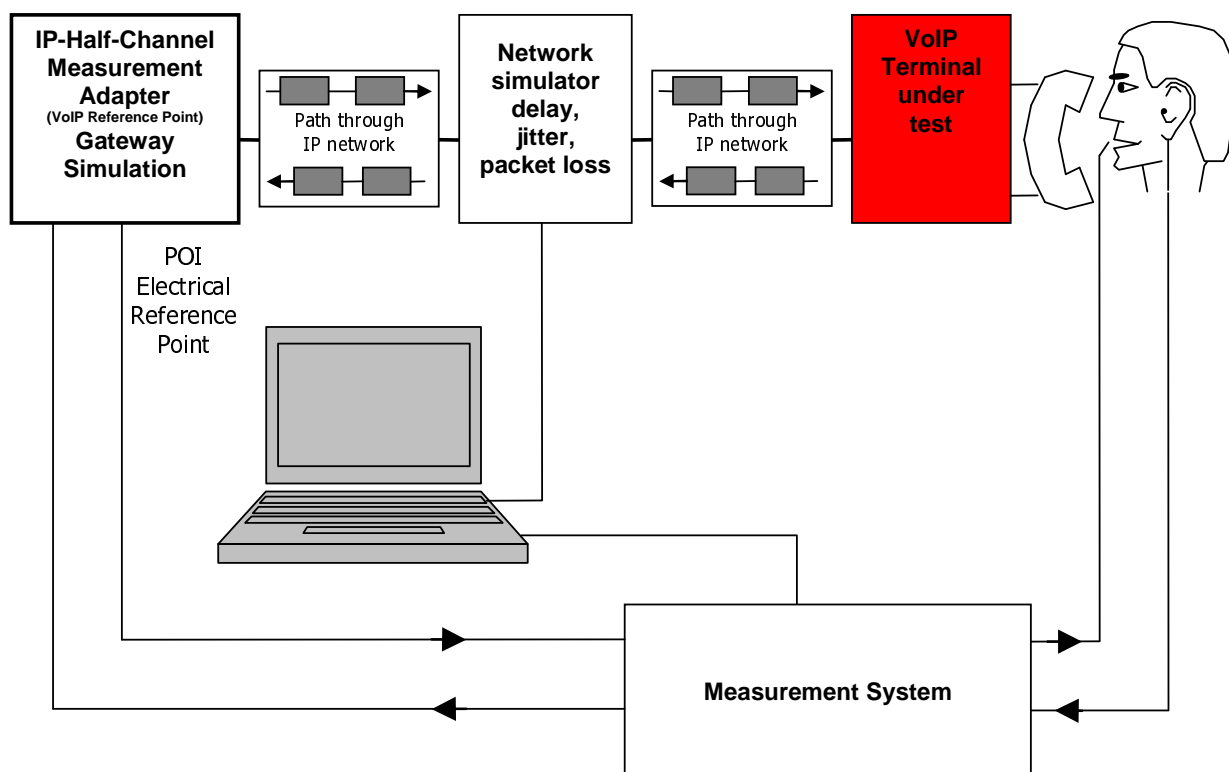 IP-Half-Channel
Measurement
Adapter
(VoIP Reference Point)
Gateway
Simulation
Path through
IP network
Network
simulator
delay,
jitter,
packet loss
Path through
IP network
VoIP
Terminal
under
test
POI
Electrical
Reference
Point
Measurement System